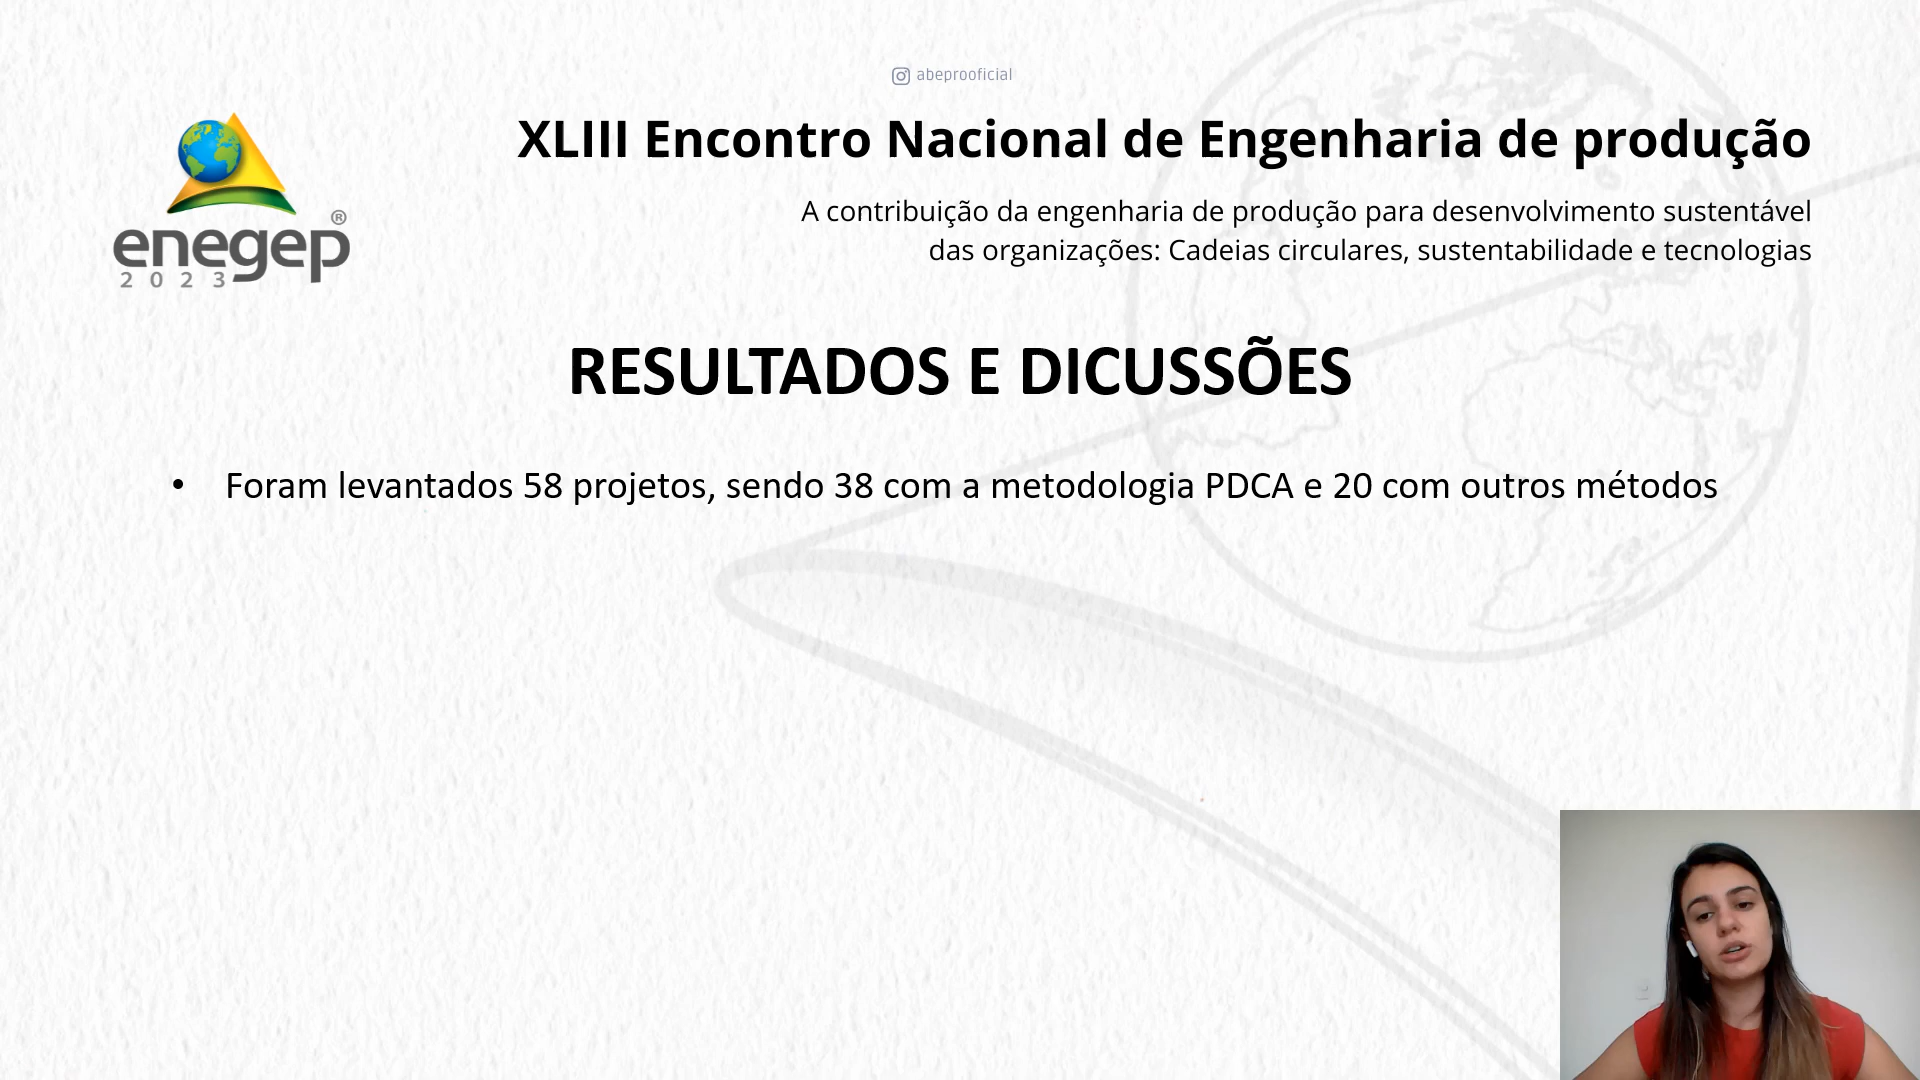 abeprooficial
XLIII Encontro Nacional de Engenharia de produção
A contribuição da engenharia de produção para desenvolvimento sustentável
das organizações: Cadeias circulares, sustentabilidade e tecnologias
enegep®
2023
RESULTADOS E DICUSSÕES
• Foram levantados 58 projetos, sendo 38 com a metodologia PDCA e 20 com outros métodos